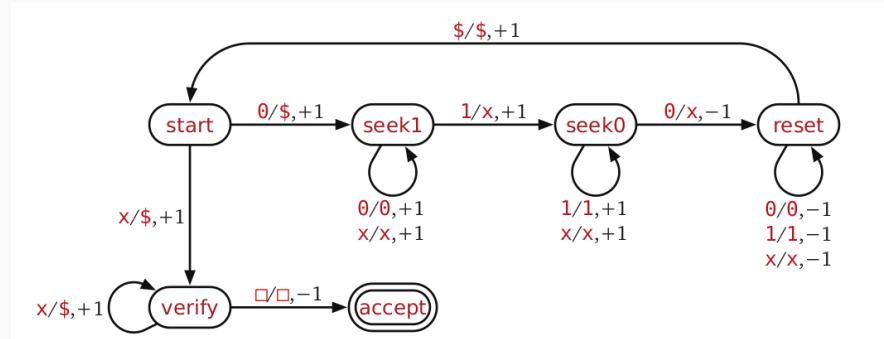 $/$,+1
start
0/$,+1
seek1
1/x,+1
seek0
0/x,−1
reset
0/0,+1
x/x,+1
1/1,+1
x/x,+1
0/0,−1
1/1,−1
x/x,−1
x/$,+1
x/$,+1
verify
□/□,−1
accept